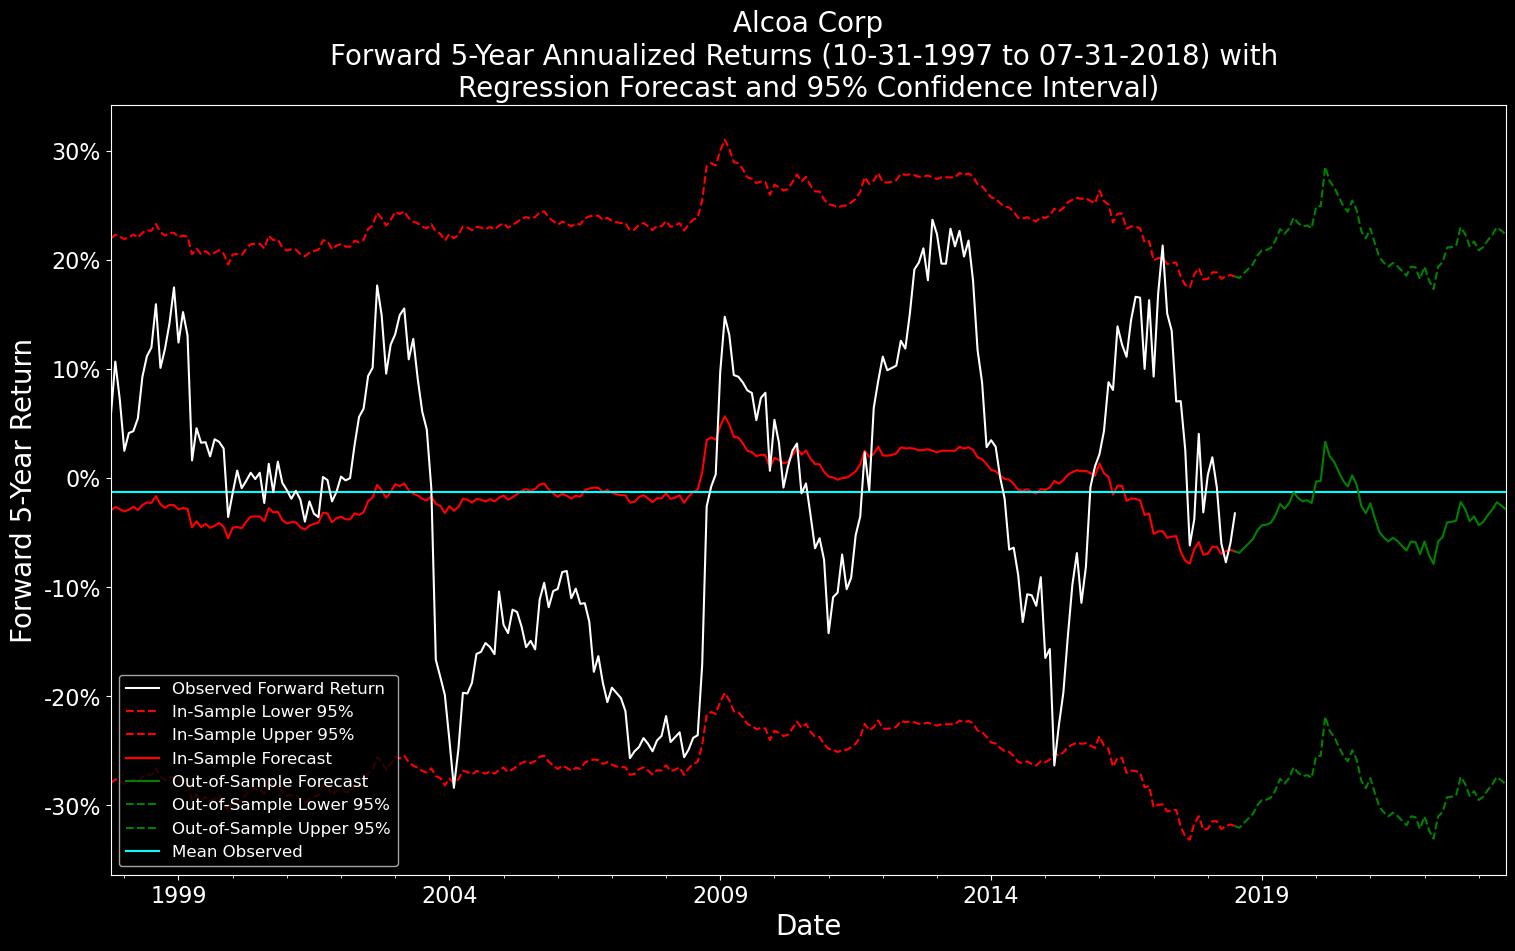 Alcoa Corp
Forward 5-Year Annualized Returns (10-31-1997 to 07-31-2018) with
Regression Forecast and 95% Confidence Interval)
Forward 5-Year Return
30%
20%
10%
0%
-10%
-20%
-30%
Observed Forward Return
In-Sample Lower 95%
In-Sample Upper 95%
In-Sample Forecast
Out-of-Sample Forecast
Out-of-Sample Lower 95%
Out-of-Sample Upper 95%
Mean Observed
1999 2004 2009 2014 2019
Date